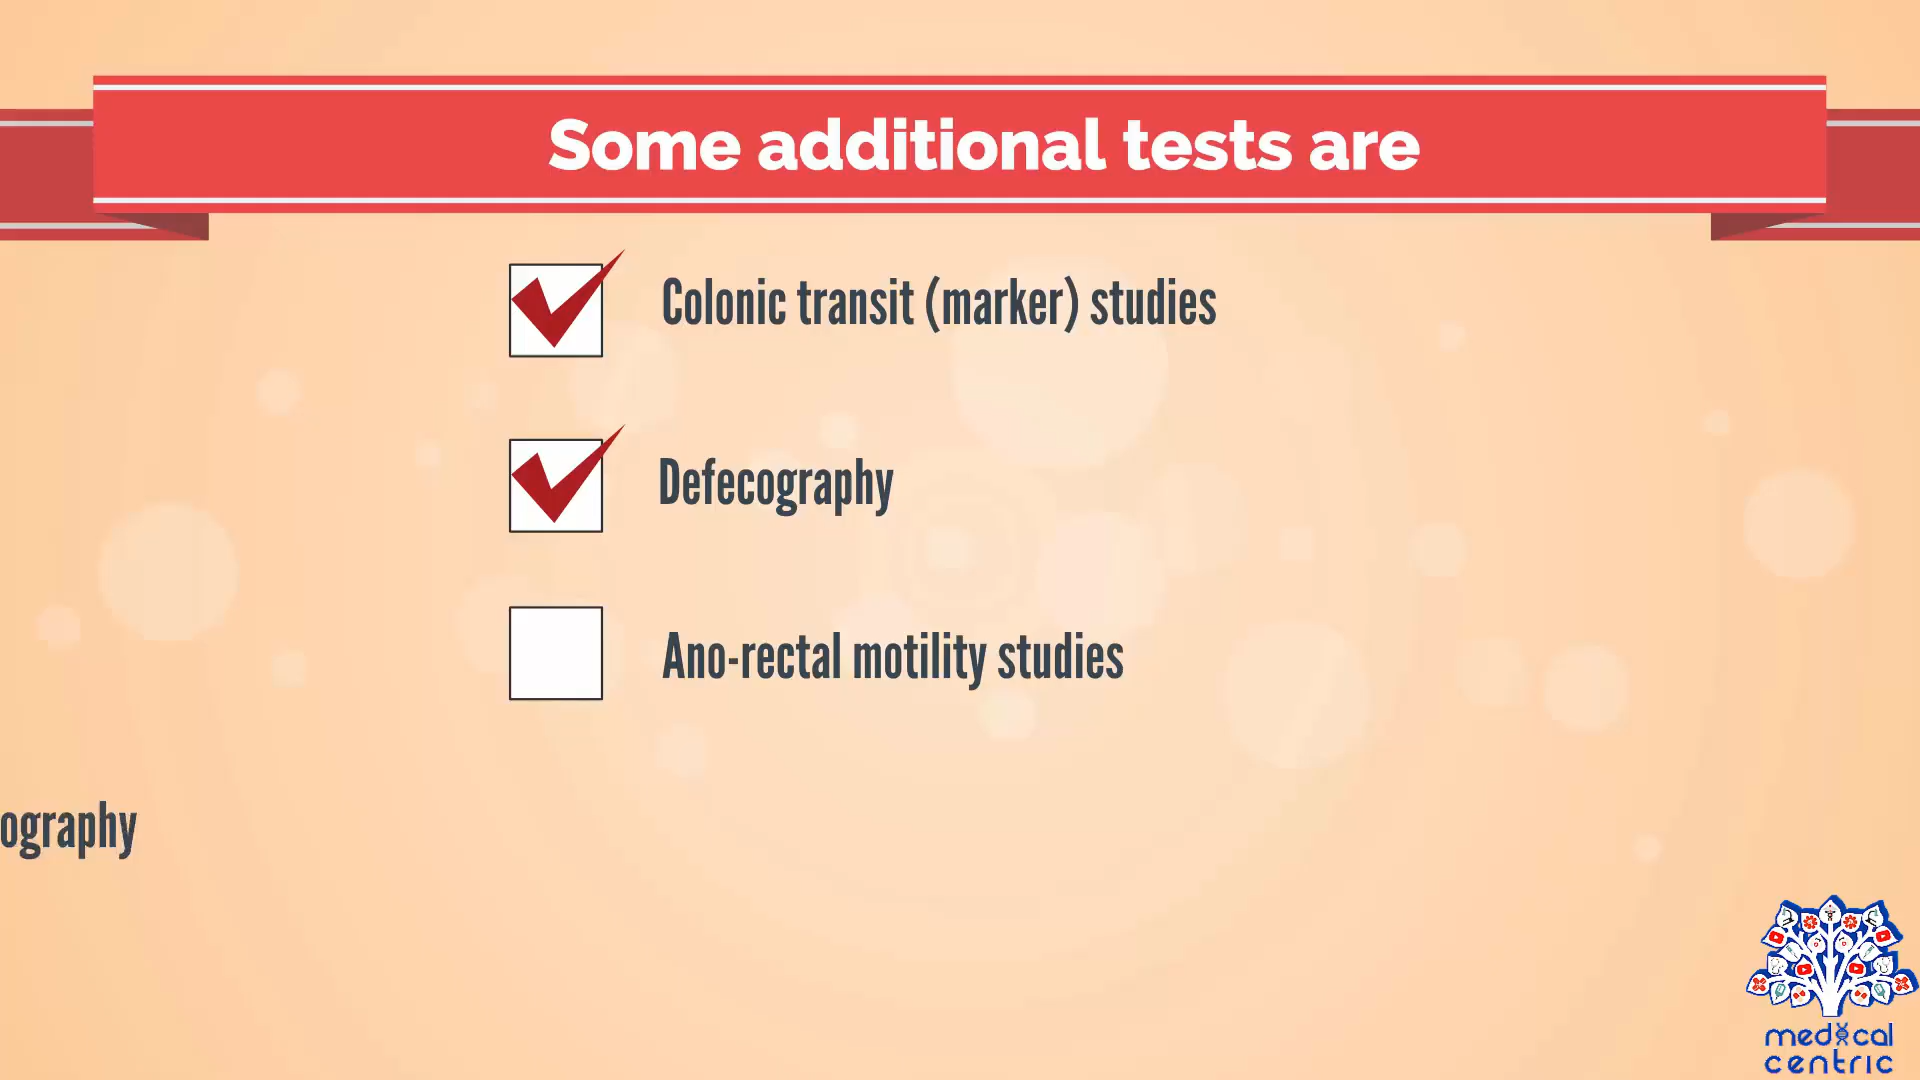 Some additional tests are
Colonic transit (marker) studies
Defecography
Ano-rectal motility studies
ography
medical
centric